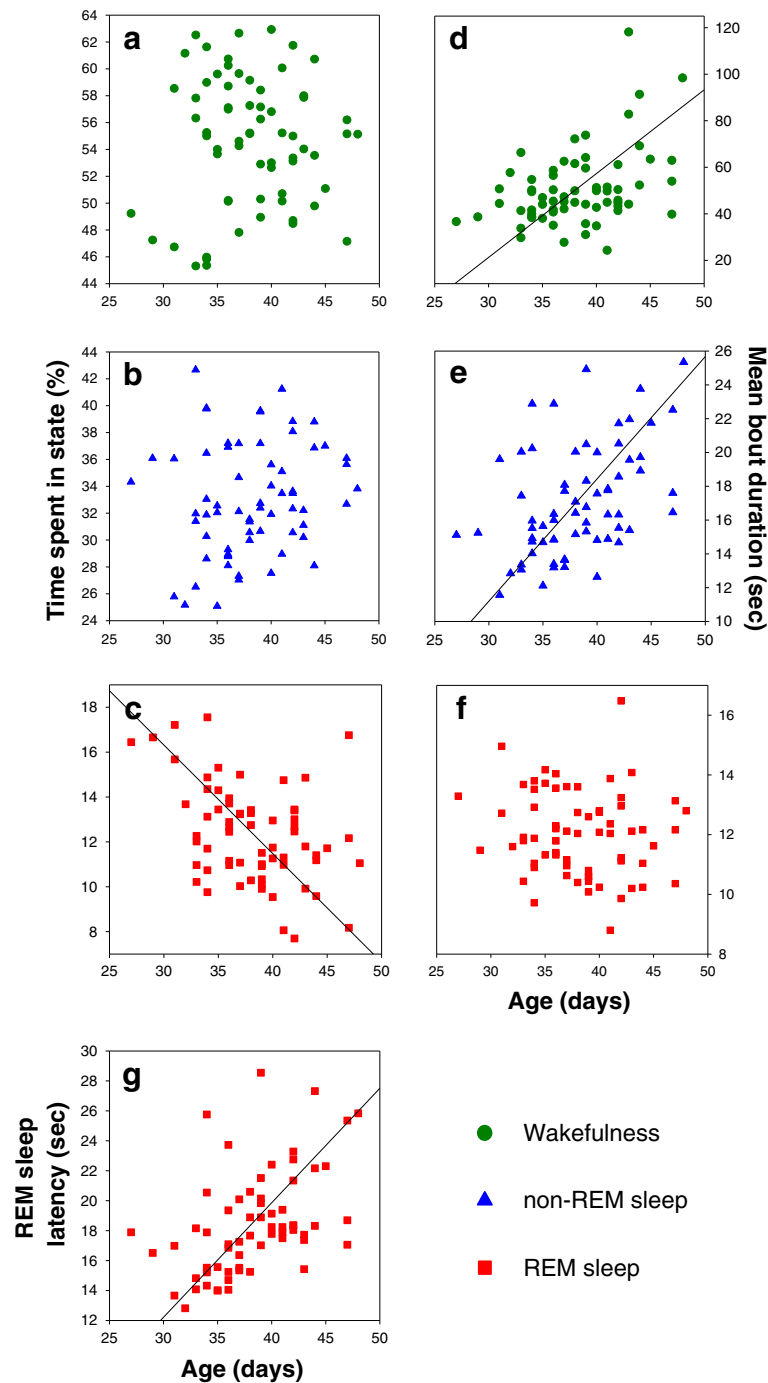 a
64
62
60
58
56
54
52
50
48
46
44
25 30 35 40 45 50
d
120
100
80
60
40
20
25 30 35 40 45 50
Time spent in state (%)
b
44
42
40
38
36
34
32
30
28
26
24
25 30 35 40 45 50
e
26
24
22
20
18
16
14
12
10
25 30 35 40 45 50
Mean bout duration (sec)
c
18
16
14
12
10
8
25 30 35 40 45 50
f
16
14
12
10
8
25 30 35 40 45 50
Age (days)
g
30
28
26
24
22
20
18
16
14
12
25 30 35 40 45 50
REM sleep
latency (sec)
Age (days)
Wakefulness
non-REM sleep
REM sleep